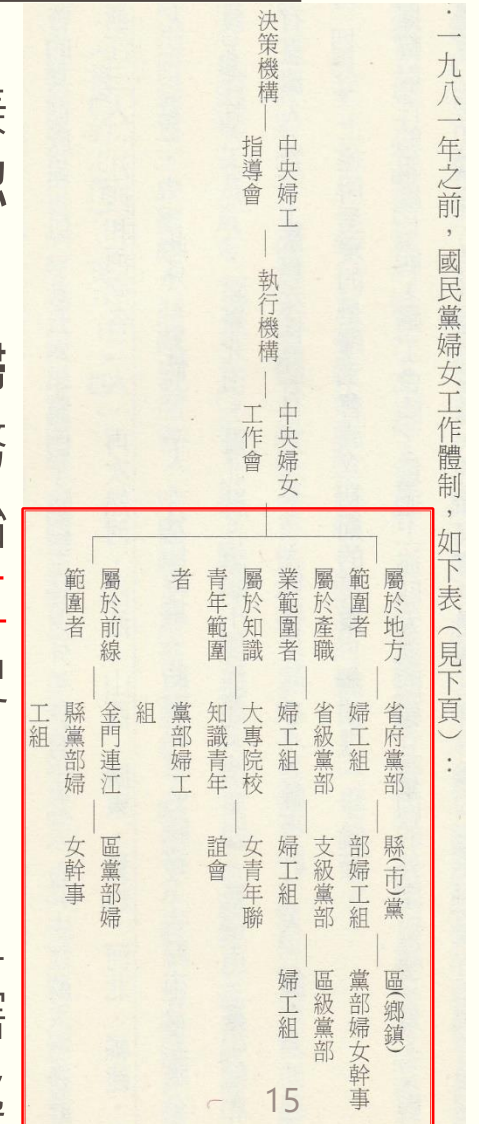 ：一九八一年之前，國民黨婦女工作體制，如下表（見下頁）：
決策機構
中央婦工
指導會
執行機構
中央婦女
工作會
屬於地方
範圍者
省府黨部
婦工組
縣(市)黨
部婦工組
區(鄉鎮)
黨部婦女幹事
屬於產職
業範圍者
省級黨部
婦工組
支級黨部
婦工組
區級黨部
婦工組
屬於知識
青年範圍
者
大專院校
知識青年
黨部婦工
組
女青年聯
誼會
屬於前線
範圍者
金門連江
縣黨部婦
工組
區黨部婦
女幹事
15